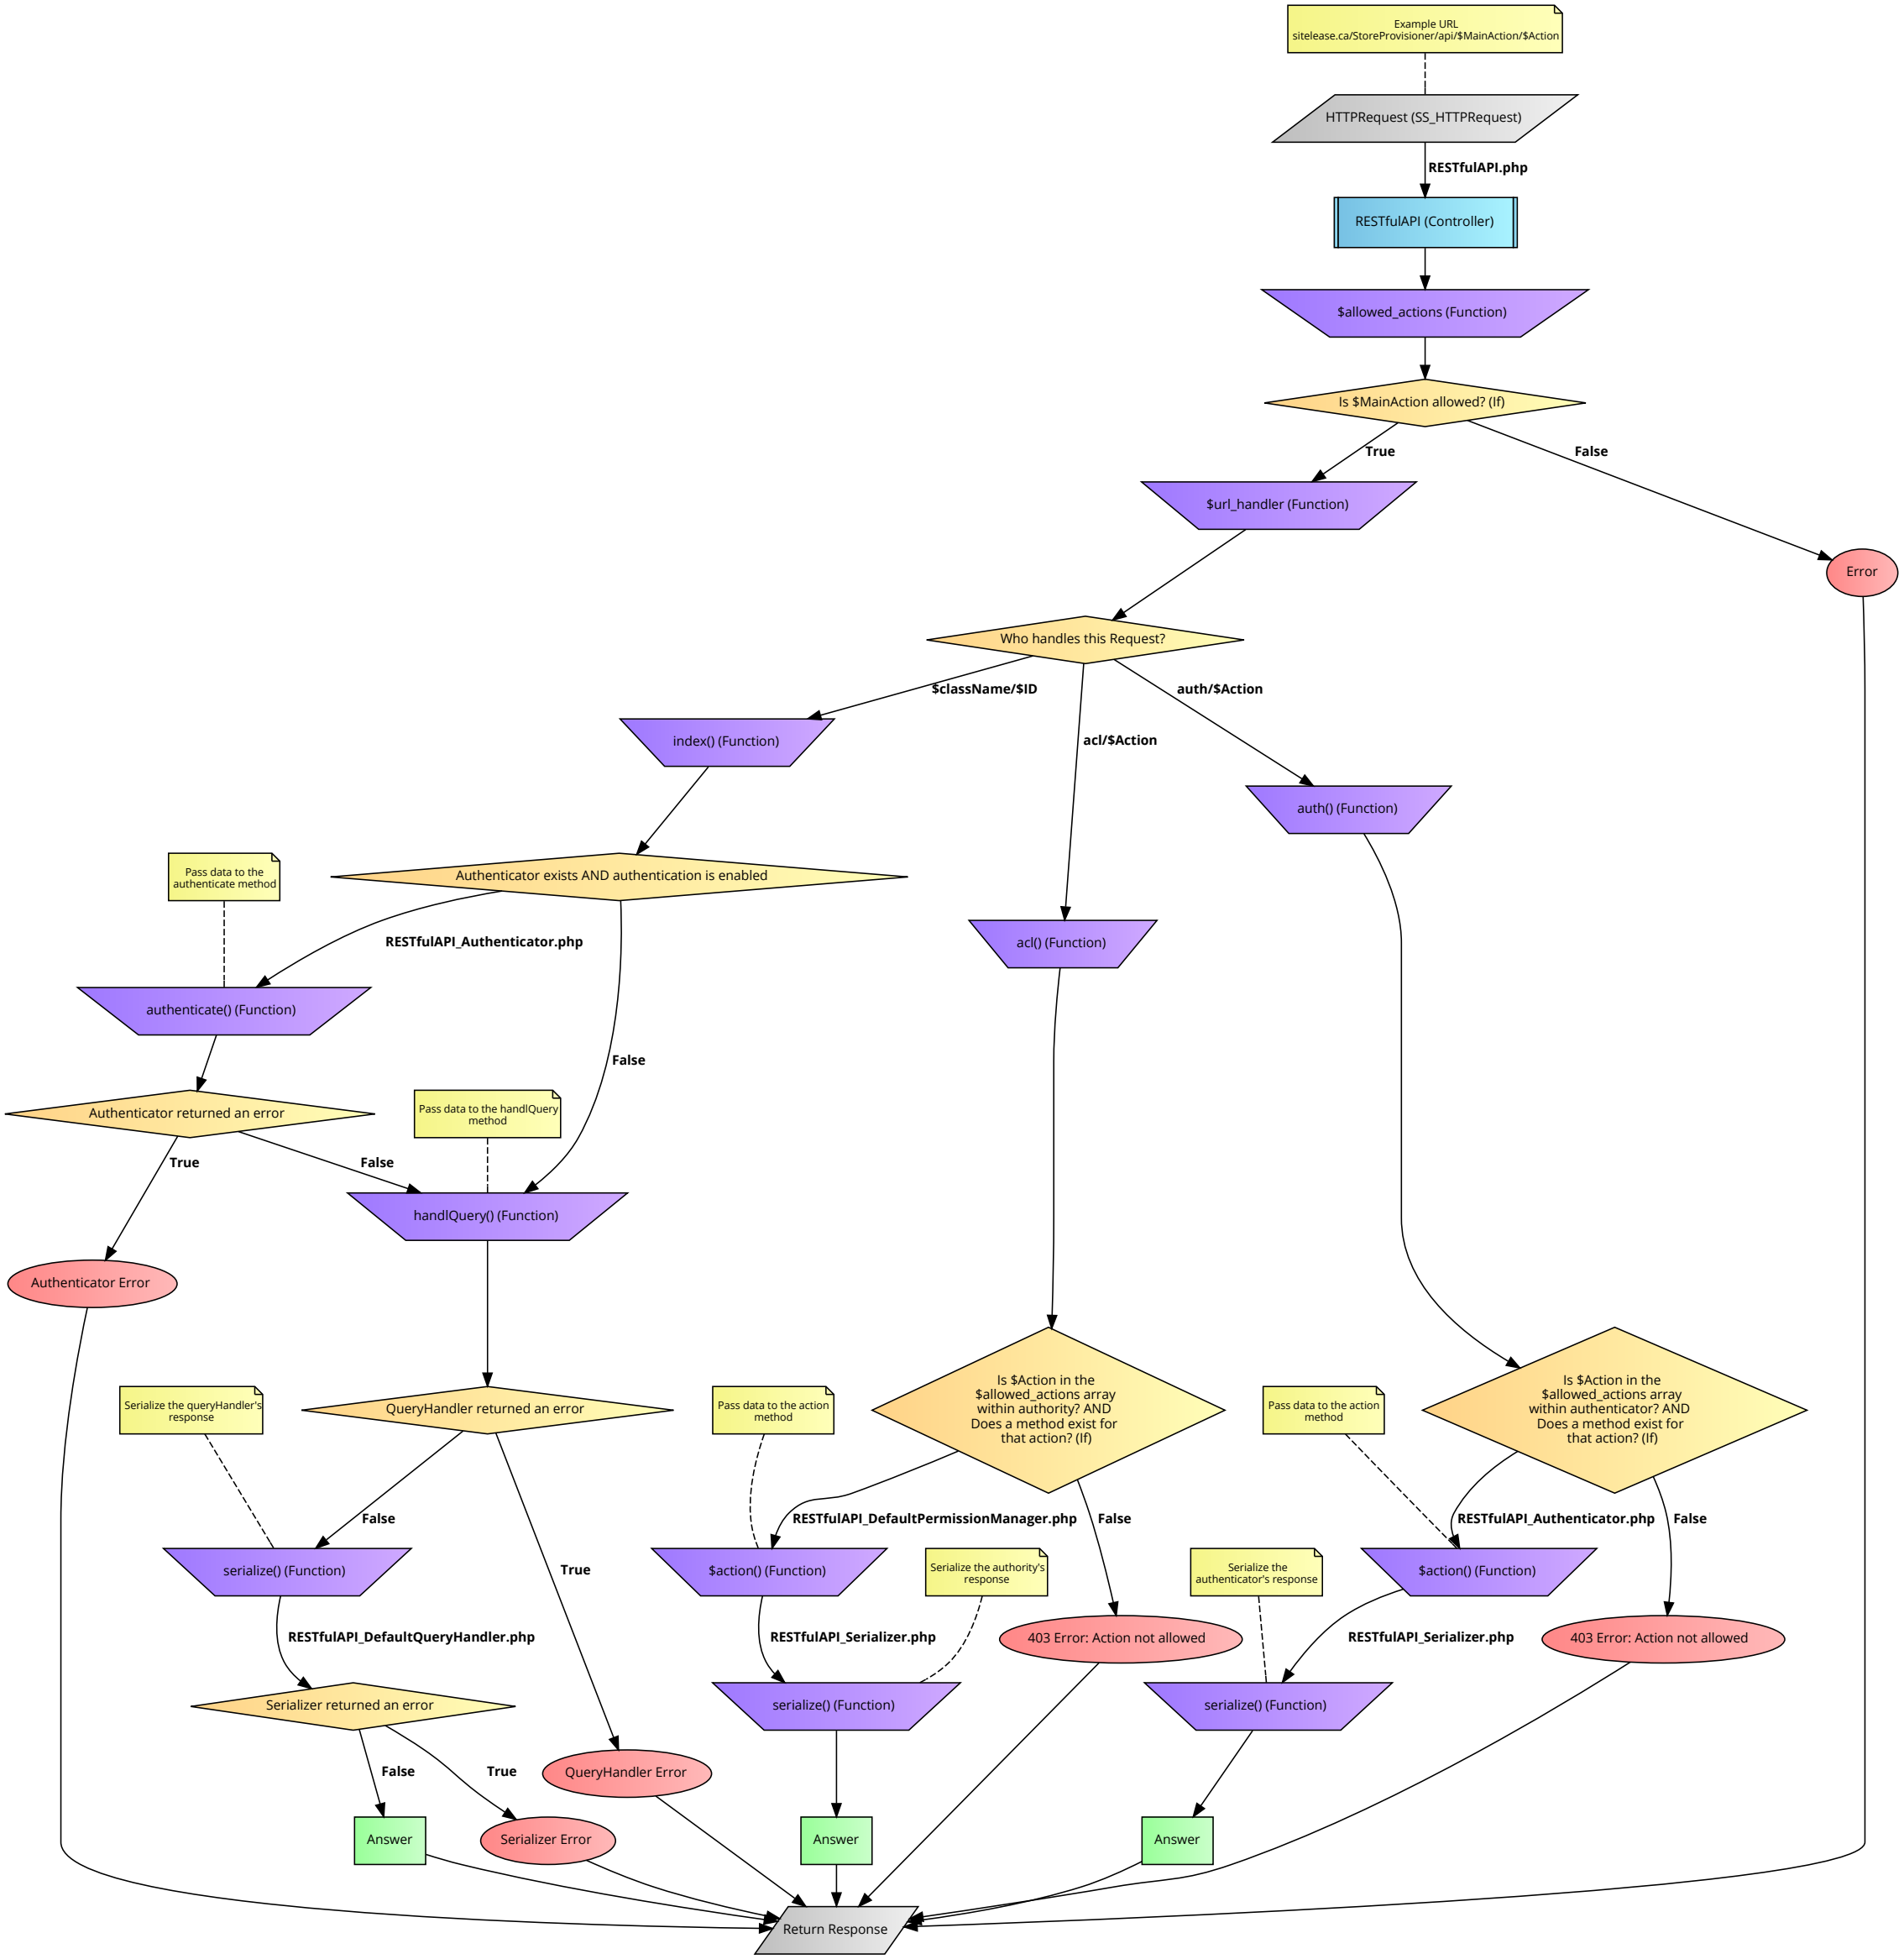 Example URL
sitelease.ca/StoreProvisioner/api/$MainAction/$Action
HTTPRequest (SS_HTTPRequest)
RESTfulAPI.php
RESTfulAPI (Controller)
$allowed_actions (Function)
Is $MainAction allowed? (If)
True
False
$url_handler (Function)
Error
Who handles this Request?
$className/$ID
auth/$Action
index() (Function)
acl/$Action
auth() (Function)
Pass data to the
authenticate method
Authenticator exists AND authentication is enabled
RESTfulAPI_Authenticator.php
acl() (Function)
authenticate() (Function)
False
Authenticator returned an error
Pass data to the handlQuery
method
True
False
handlQuery() (Function)
Authenticator Error
Serialize the queryHandler's
response
QueryHandler returned an error
Pass data to the action
method
Is $Action in the
$allowed_actions array
within authority? AND
Does a method exist for
that action? (If)
Pass data to the action
method
Is $Action in the
$allowed_actions array
within authenticator? AND
Does a method exist for
that action? (If)
False
RESTfulAPI_DefaultPermissionManager.php
False
RESTfulAPI_Authenticator.php
False
serialize() (Function)
True
$action() (Function)
Serialize the authority's
response
Serialize the
authenticator's response
$action() (Function)
RESTfulAPI_DefaultQueryHandler.php
RESTfulAPI_Serializer.php
403 Error: Action not allowed
RESTfulAPI_Serializer.php
403 Error: Action not allowed
Serializer returned an error
serialize() (Function)
serialize() (Function)
False
True
QueryHandler Error
Answer
Serializer Error
Answer
Answer
Return Response